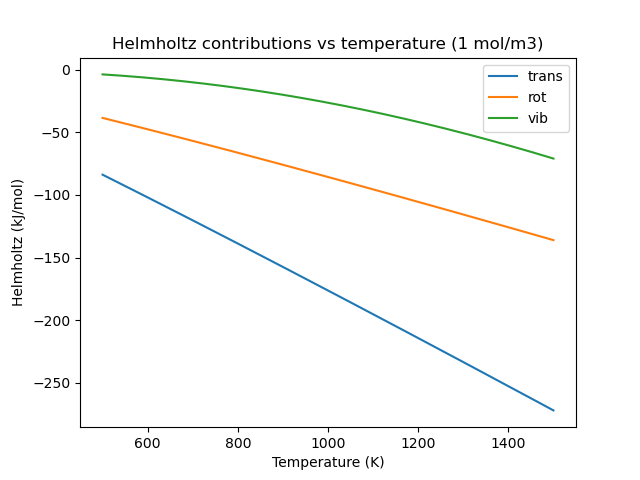 Helmholtz contributions vs temperature (1 mol/m3)
trans
rot
vib
0
−50
−100
−150
−200
−250
Helmholtz (kJ/mol)
600
800
1000
1200
1400
Temperature (K)